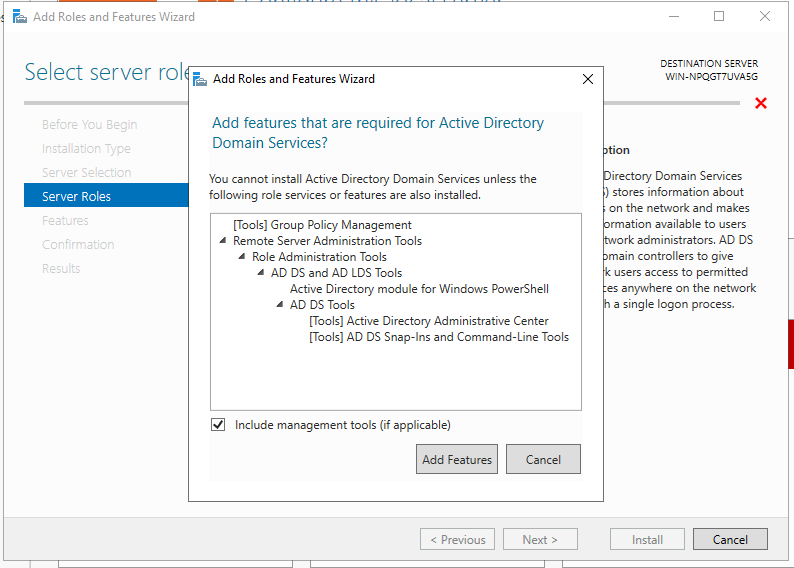 Add Roles and Features Wizard
Select server
DESTINATION SERVER
WIN-NPQGT7UVA5G
Before You Begin
Installation Type
Server Selection
Server Roles
Features
Confirmation
Results
Add Roles and Features Wizard
Add features that are required for Active Directory
Domain Services?
You cannot install Active Directory Domain Services unless the
following role services or features are also installed.
[Tools] Group Policy Management
Remote Server Administration Tools
Role Administration Tools
AD DS and AD LDS Tools
Active Directory module for Windows PowerShell
AD DS Tools
[Tools] Active Directory Administrative Center
[Tools] AD DS Snap-Ins and Command-Line Tools
Include management tools (if applicable)
Add Features
Cancel
Directory Domain Services
stores information about
on the network and makes
available to users
administrators. AD DS
controllers to give
users access to permitted
anywhere on the network
a single logon process.
< Previous
Next >
Install
Cancel